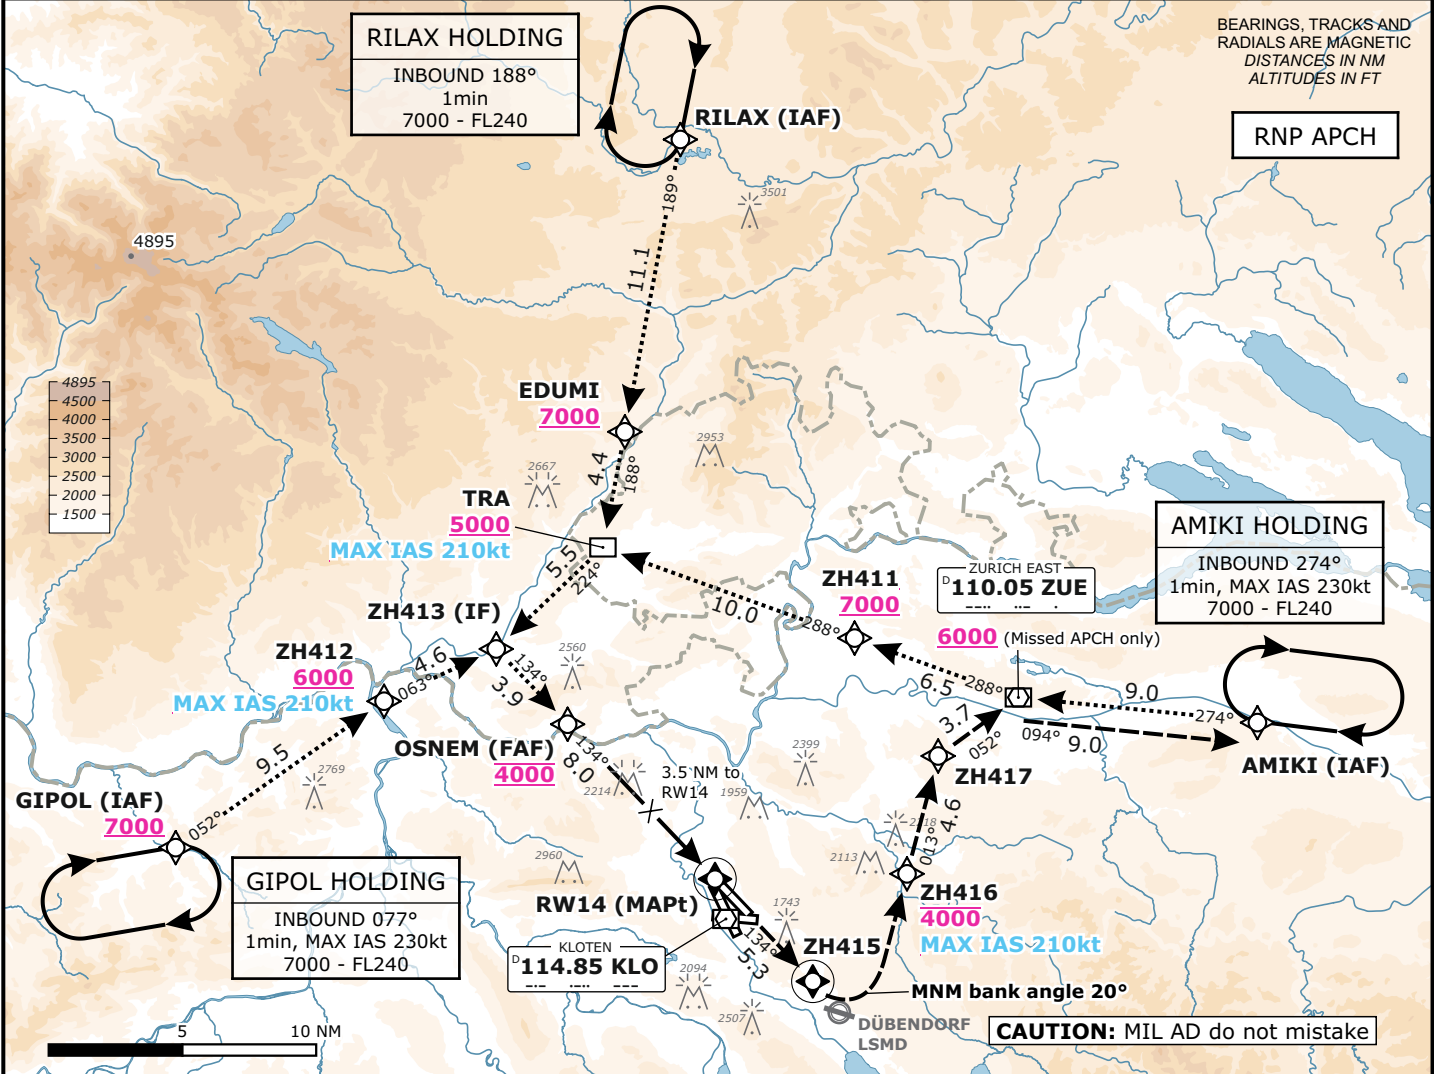 RILAX HOLDING
INBOUND 188°
1min
7000 - FL240
BEARINGS, TRACKS AND
RADIALS ARE MAGNETIC
DISTANCES IN NM
ALTITUDES IN FT
RNP APCH
RILAX (IAF)
189°
3501
11.1
4895
4895
4500
4000
3500
3000
2500
2000
1500
EDUMI
7000
4.4
188°
2953
2667
TRA
5000
MAX IAS 210kt
5.5
224°
10.0
288°
ZH411
7000
ZURICH EAST
D 110.05 ZUE
AMIKI HOLDING
INBOUND 274°
1min, MAX IAS 230kt
7000 - FL240
6000 (Missed APCH only)
ZH413 (IF)
ZH412
6000
MAX IAS 210kt
4.6
063°
134°
3.9
2560
6.5
288°
9.0
274°
094°
9.0
AMIKI (IAF)
OSNEM (FAF)
4000
134°
8.0
2214
3.5 NM to
RW14
1959
2399
3.7
052°
ZH417
9.5
2769
GIPOL (IAF)
7000
052°
GIPOL HOLDING
INBOUND 077°
1min, MAX IAS 230kt
7000 - FL240
2960
RW14 (MAPt)
KLOTEN
D 114.85 KLO
134°
5.3
1743
2094
2507
2113
013°
4.6
ZH416
4000
MAX IAS 210kt
ZH415
MNM bank angle 20°
DÜBENDORF
LSMD
CAUTION: MIL AD do not mistake
5
10 NM